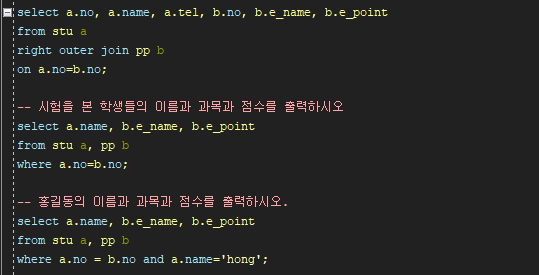 select a.no, a.name, a.tel, b.no, b.e_name, b.e_point
from stu a
right outer join pp b
on a.no=b.no;
-- 시험을 본 학생들의 이름과 과목과 점수를 출력하시오
select a.name, b.e_name, b.e_point
from stu a, pp b
where a.no=b.no;
-- 홍길동의 이름과 과목과 점수를 출력하시오.
select a.name, b.e_name, b.e_point
from stu a, pp b
where a.no = b.no and a.name='hong';